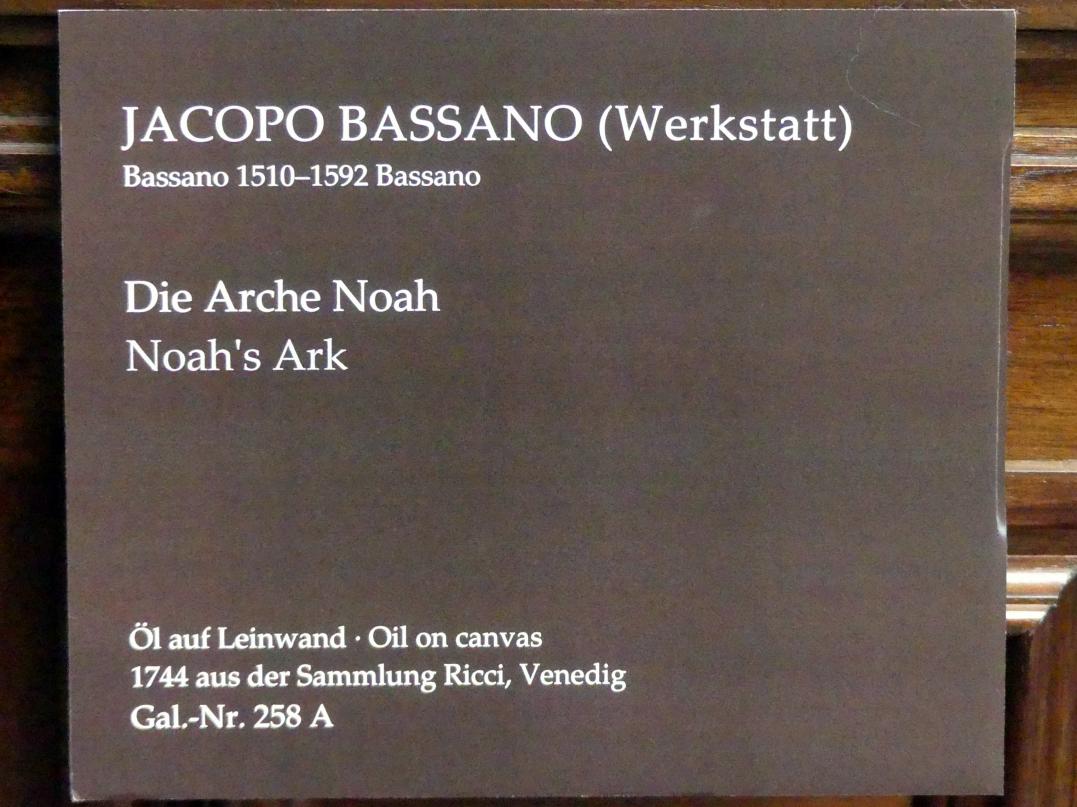 JACOPO BASSANO (Werkstatt)
Bassano 1510–1592 Bassano
Die Arche Noah
Noah's Ark
Öl auf Leinwand · Oil on canvas
1744 aus der Sammlung Ricci, Venedig
Gal.-Nr. 258 A